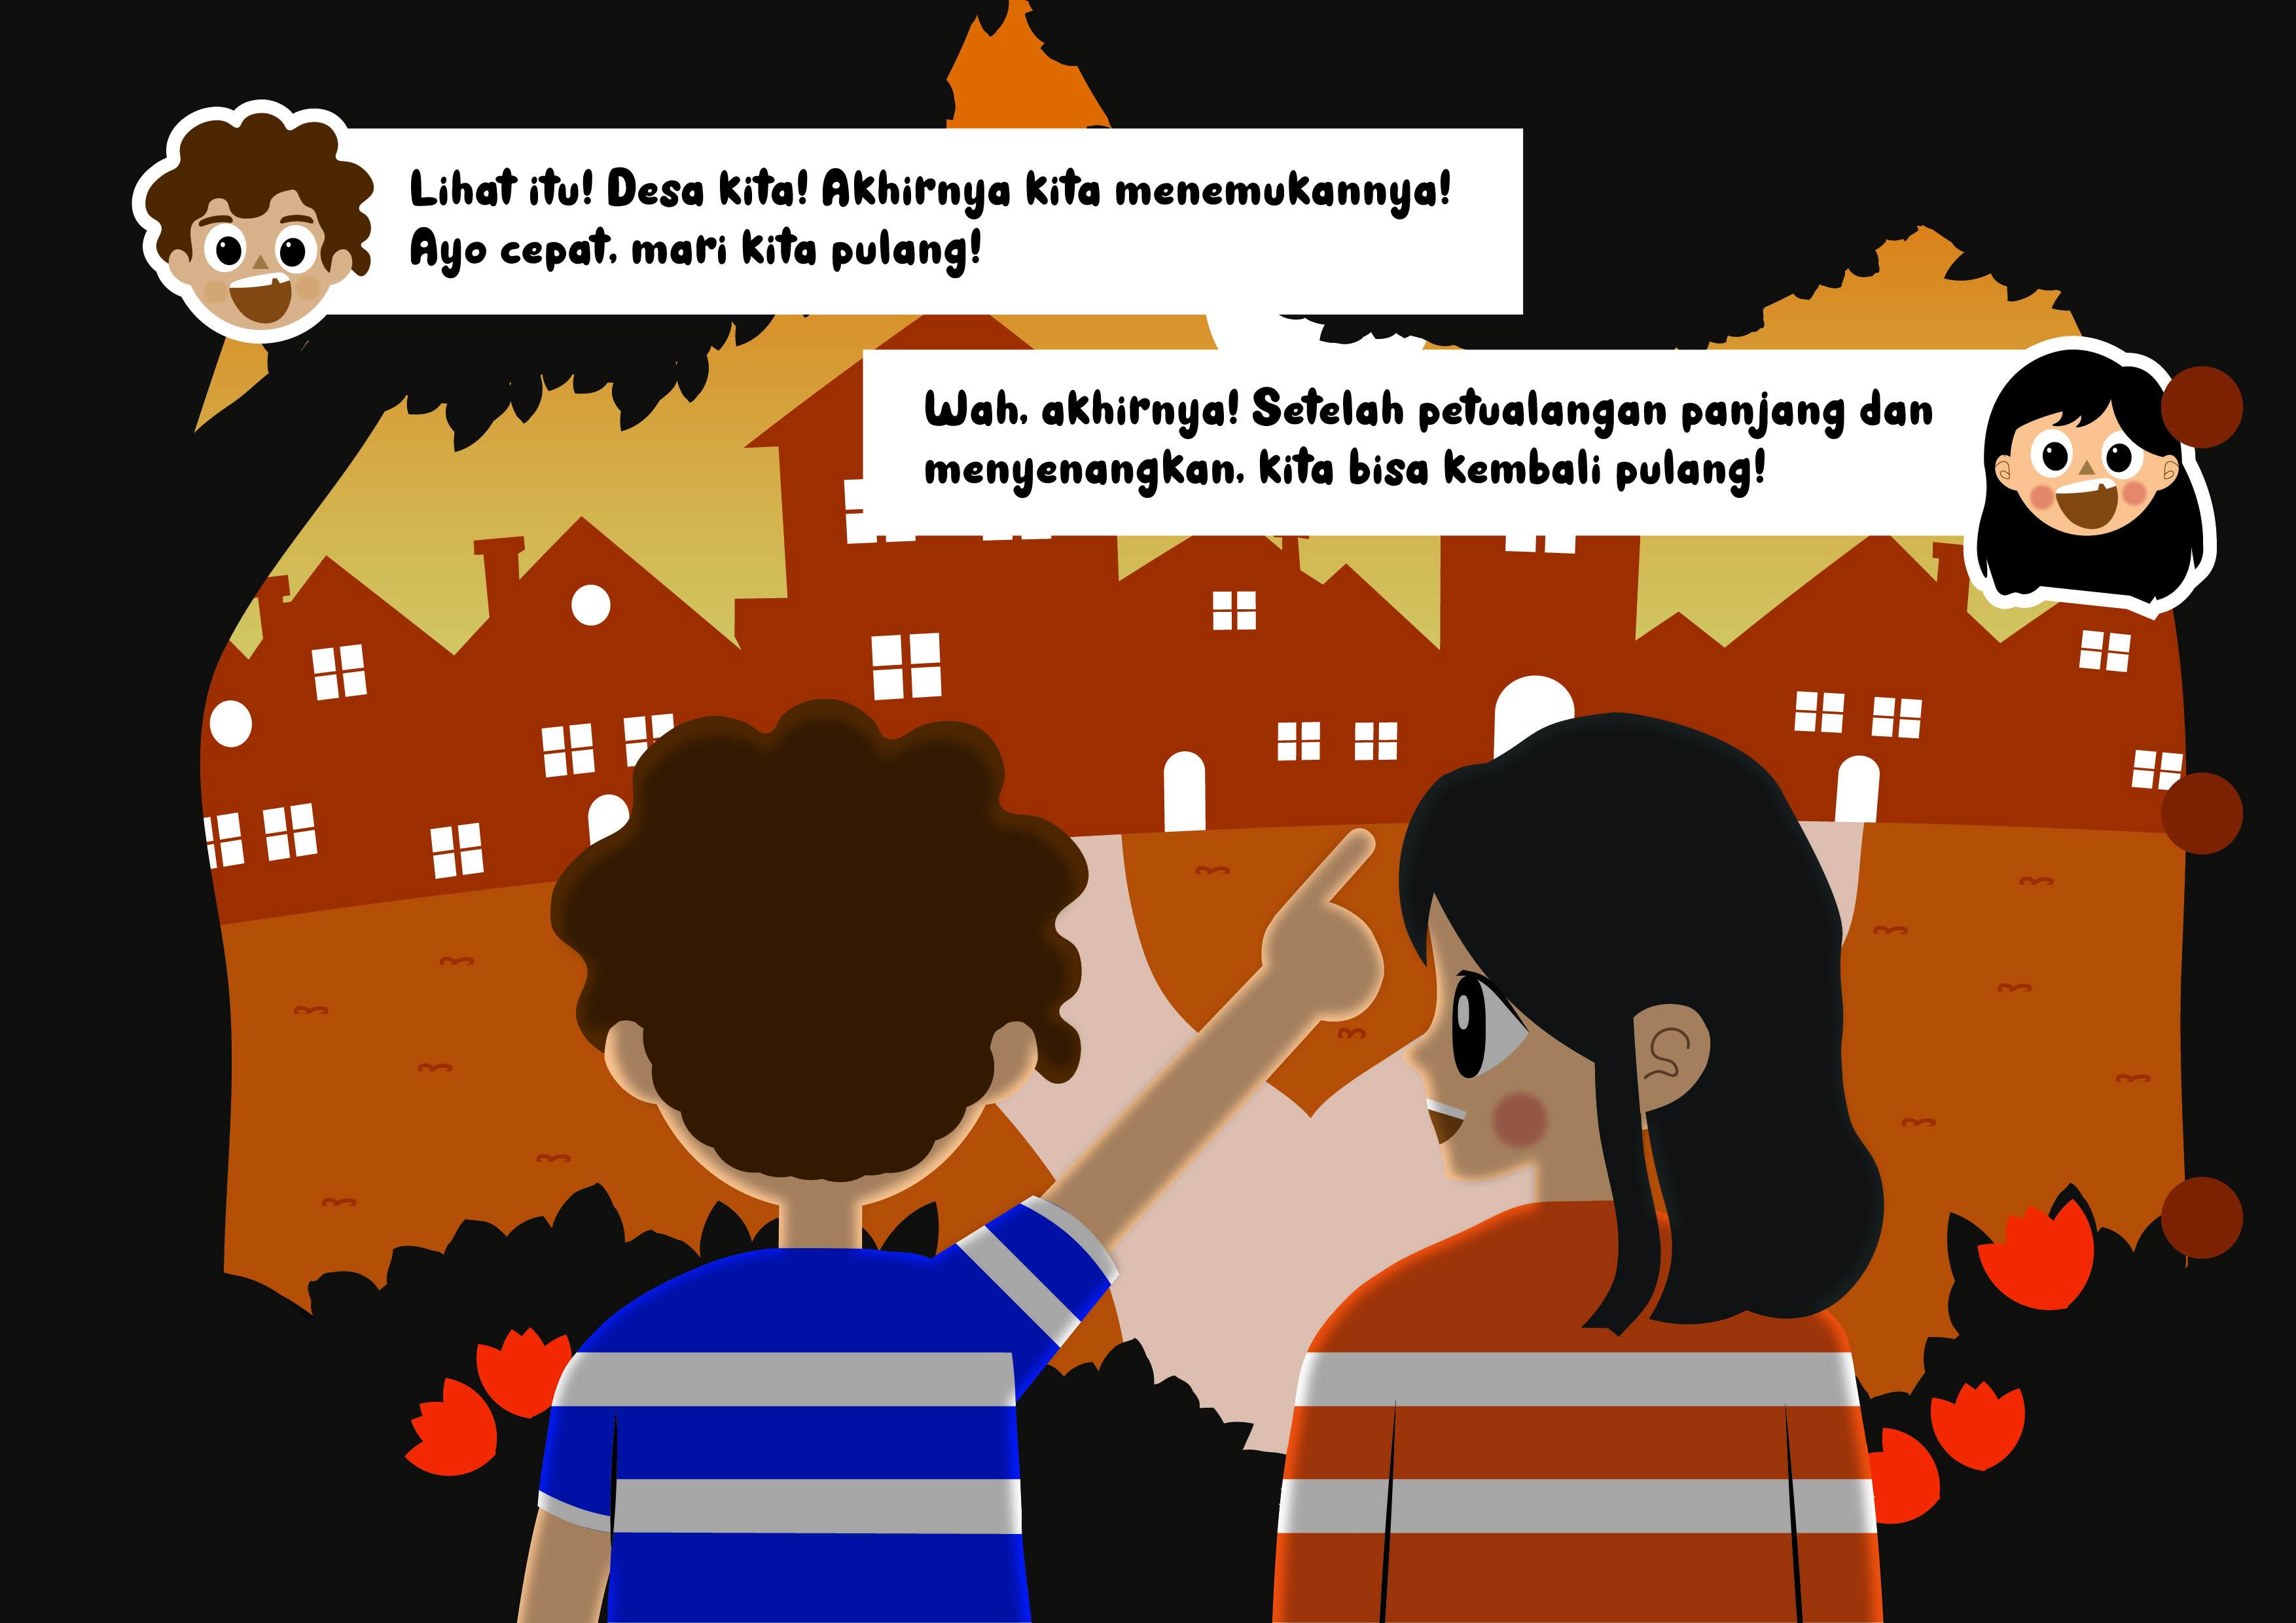 Lihat itu! Desa kita! Akhirnya kita menemukannya!
Ayo cepat, mari kita pulang!
Wah, akhirnya! Setelah petualangan panjang dan
menyenangkan, kita bisa kembali pulang!